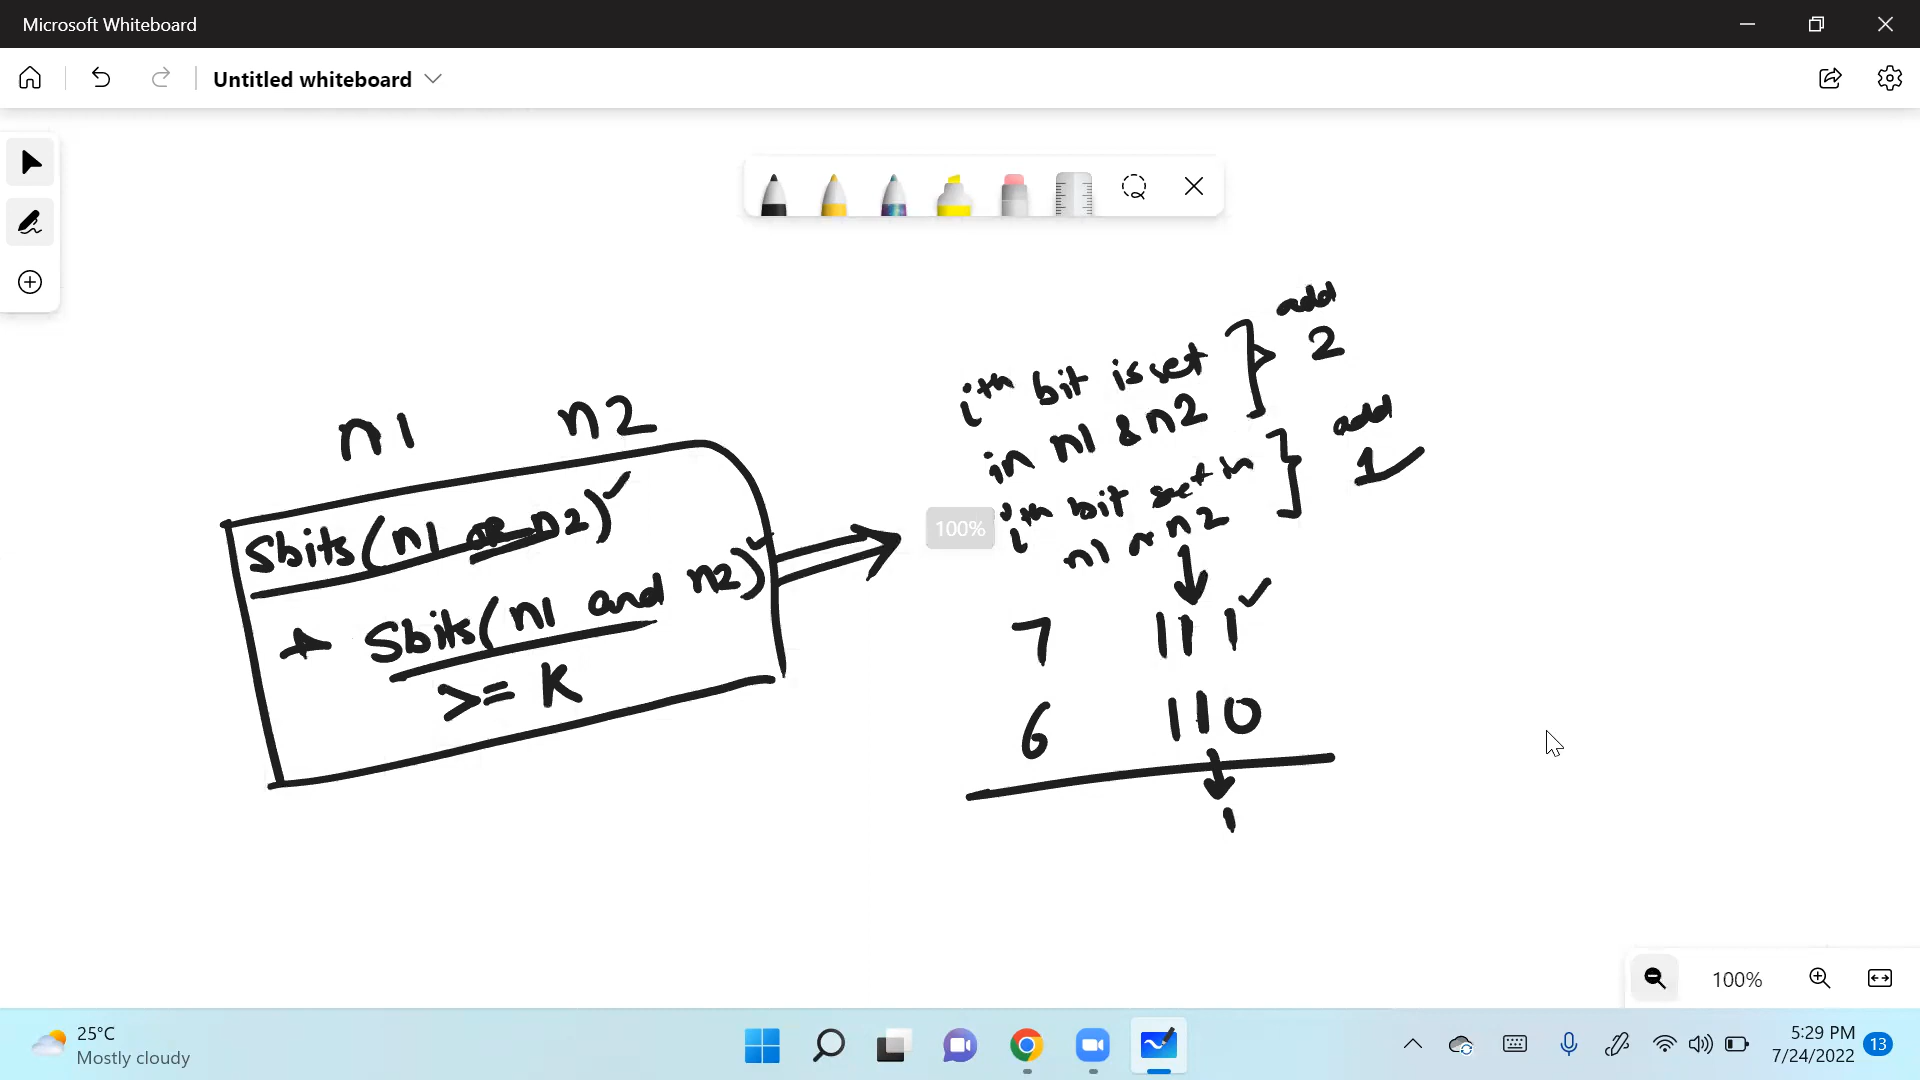 Microsoft Whiteboard
Untitled whiteboard
add
2
ith bit is set
in n1 & n2
add
1
ith bit set in
n1 or n2
n1 n2
Sbits(n1 or n2)
+ Sbits(n1 and n2)
>= K
100%
7 111
6 110
1
100%
25°C
Mostly cloudy
5:29 PM
7/24/2022
13